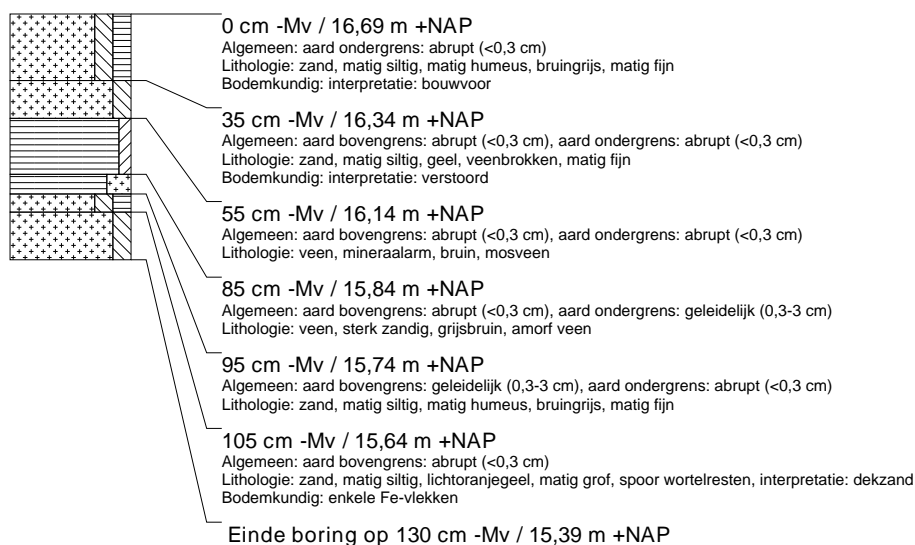 0 cm -Mv / 16,69 m +NAP
Algemeen: aard ondergrens: abrupt (<0,3 cm)
Lithologie: zand, matig siltig, matig humeus, bruingrijs, matig fijn
Bodemkundig: interpretatie: bouwvoor
35 cm -Mv / 16,34 m +NAP
Algemeen: aard bovengrens: abrupt (<0,3 cm), aard ondergrens: abrupt (<0,3 cm)
Lithologie: zand, matig siltig, geel, veenbrokken, matig fijn
Bodemkundig: interpretatie: verstoord
55 cm -Mv / 16,14 m +NAP
Algemeen: aard bovengrens: abrupt (<0,3 cm), aard ondergrens: abrupt (<0,3 cm)
Lithologie: veen, mineraalarm, bruin, mosveen
85 cm -Mv / 15,84 m +NAP
Algemeen: aard bovengrens: abrupt (<0,3 cm), aard ondergrens: geleidelijk (0,3-3 cm)
Lithologie: veen, sterk zandig, grijsbruin, amorf veen
95 cm -Mv / 15,74 m +NAP
Algemeen: aard bovengrens: geleidelijk (0,3-3 cm), aard ondergrens: abrupt (<0,3 cm)
Lithologie: zand, matig siltig, matig humeus, bruingrijs, matig fijn
105 cm -Mv / 15,64 m +NAP
Algemeen: aard bovengrens: abrupt (<0,3 cm)
Lithologie: zand, matig siltig, lichtoranjegeel, matig grof, spoor wortelresten, interpretatie: dekzand
Bodemkundig: enkele Fe-vlekken
Einde boring op 130 cm -Mv / 15,39 m +NAP